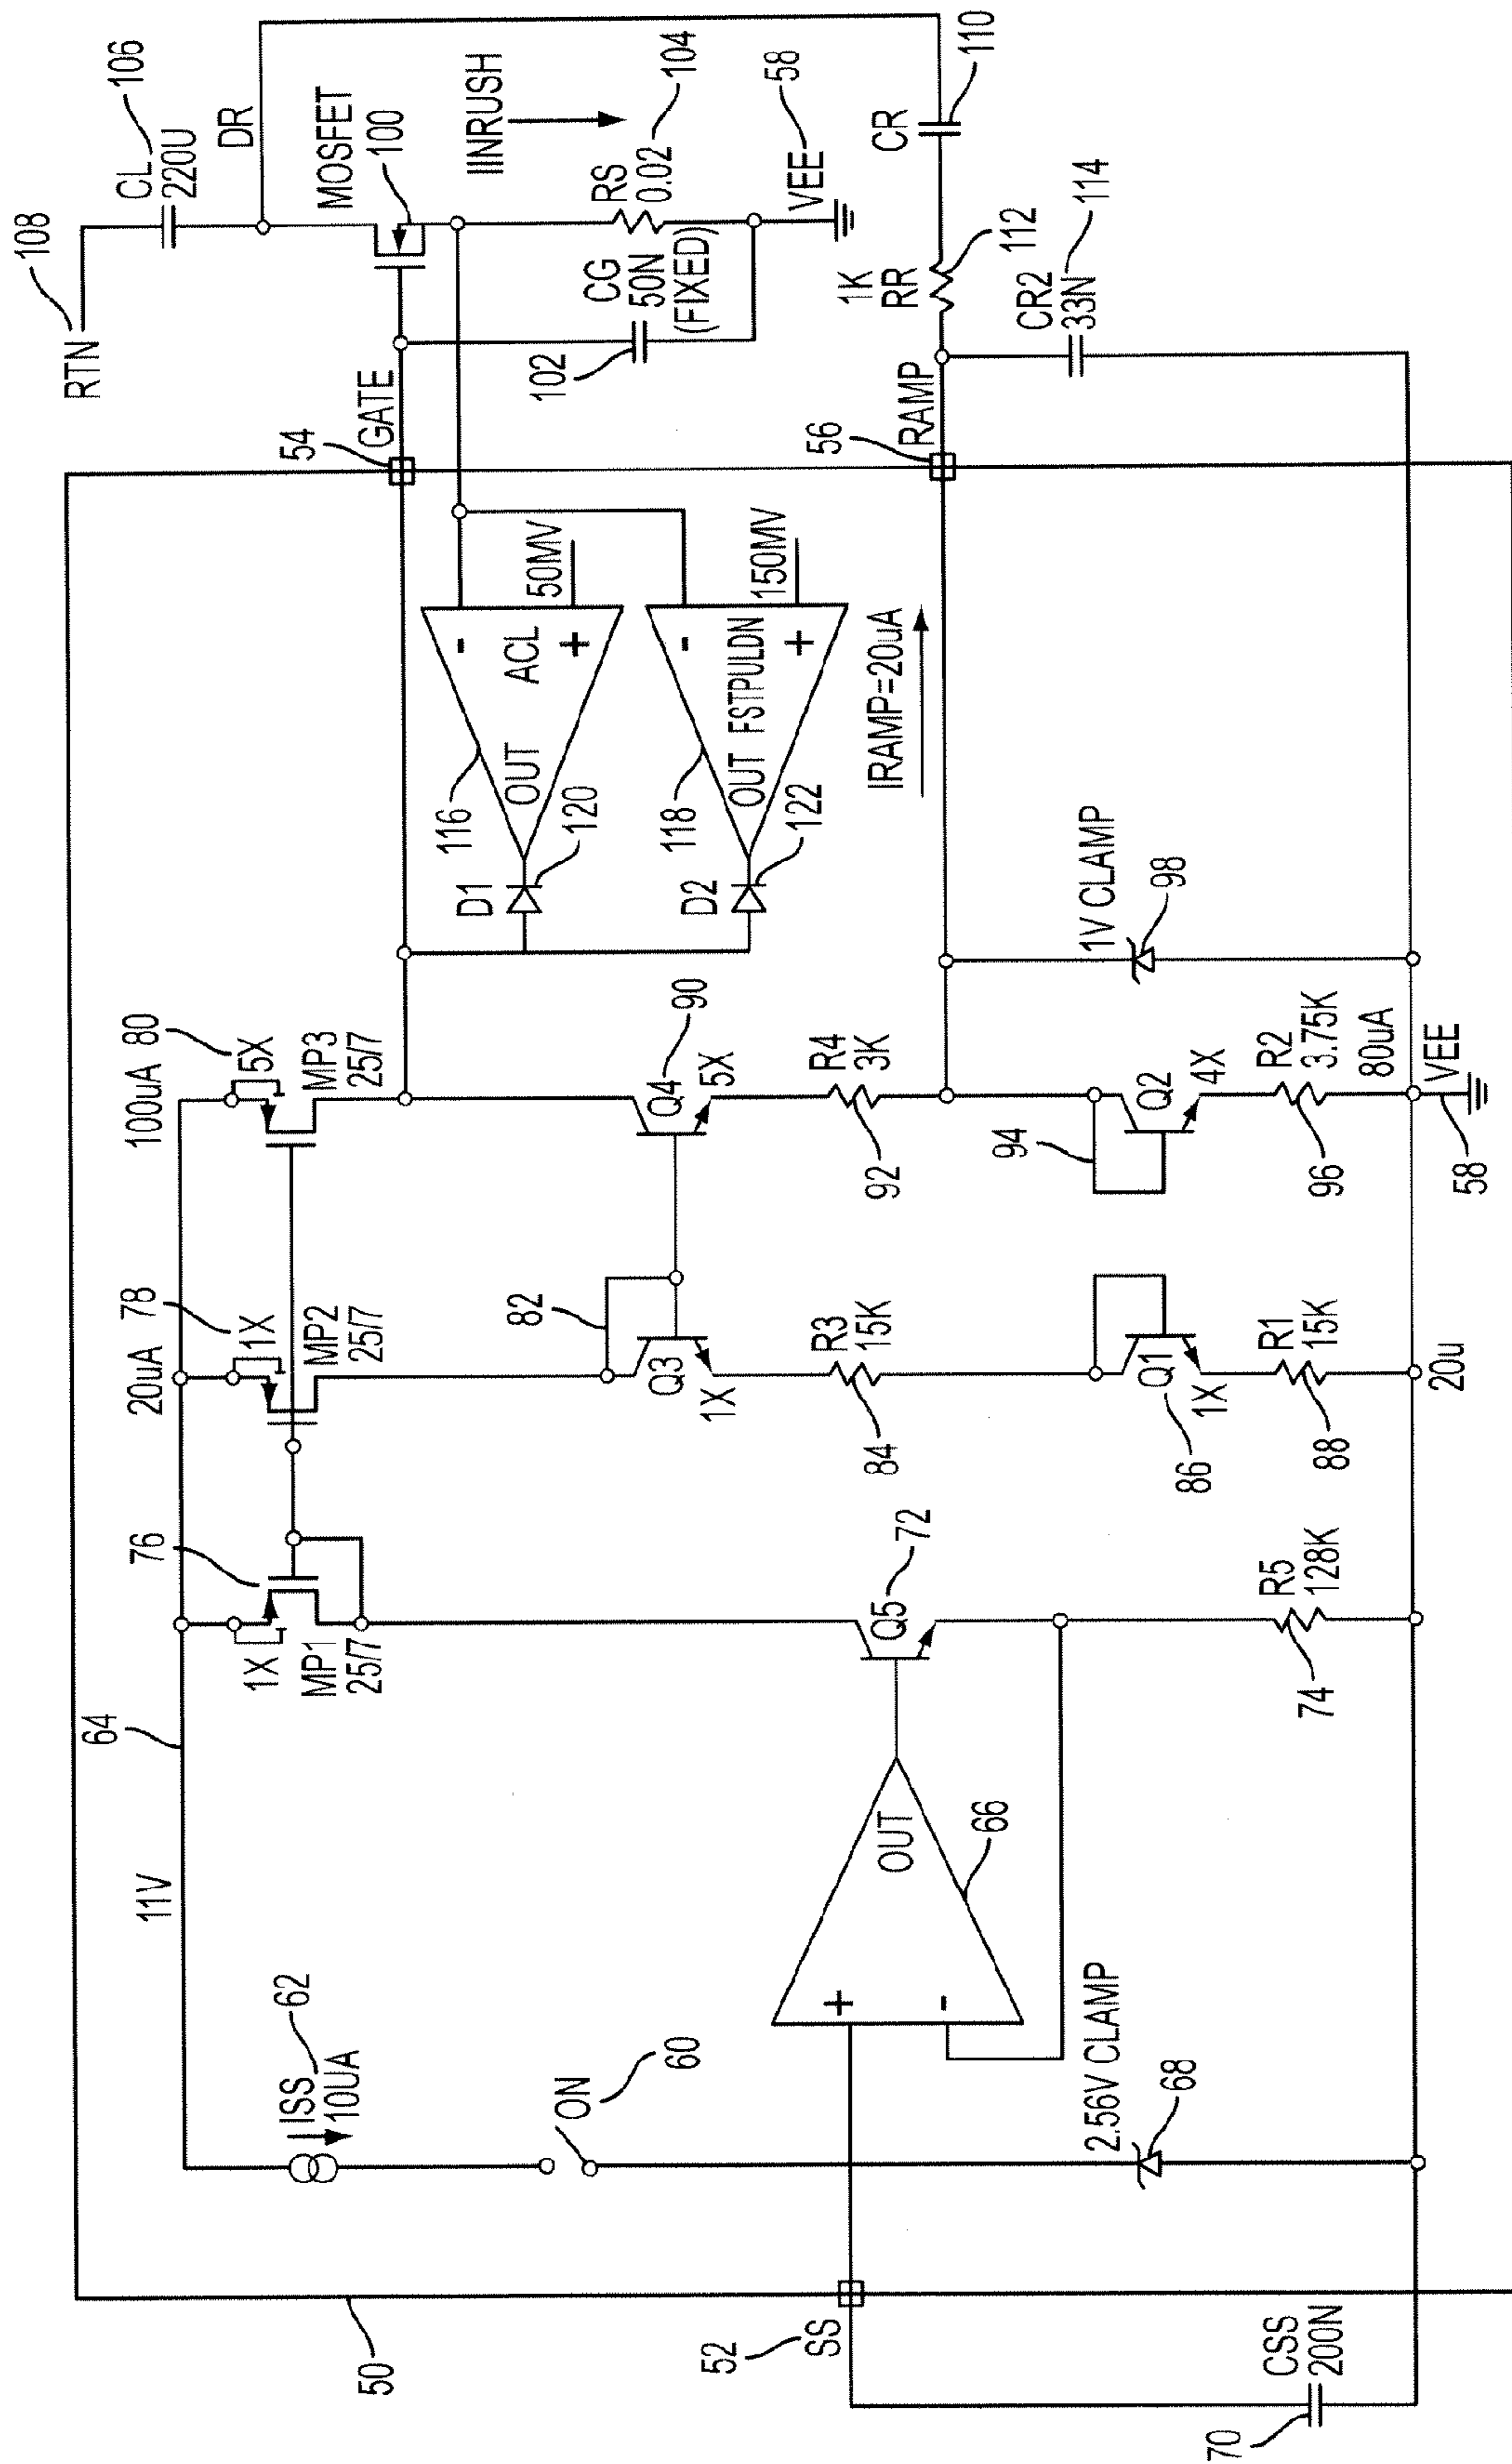 RTN
108
CL
220U
106
DR
MOSFET
100
IINRUSH
RS
0.02
104
VEE
58
CG
50N
(FIXED)
102
GATE
54
CR
110
1K
RR
112
CR2
33N
114
RAMP
56
-
ACL
+
50MV
OUT
116
D1
120
-
FSTPULDN
+
150MV
OUT
118
D2
122
IRAMP=20uA
1V CLAMP
98
100uA
80
5X
MP3
25/7
Q4
90
5X
R4
3K
92
94
Q2
4X
R2
3.75K
96
80uA
VEE
58
20uA
78
1X
MP2
25/7
82
Q3
1X
R3
15K
84
Q1
1X
86
R1
15K
88
20u
76
1X
MP1
25/7
Q5
72
R5
128K
74
64
11V
OUT
66
+
-
ISS
10UA
62
ON
60
2.56V CLAMP
68
50
52
SS
CSS
200N
70